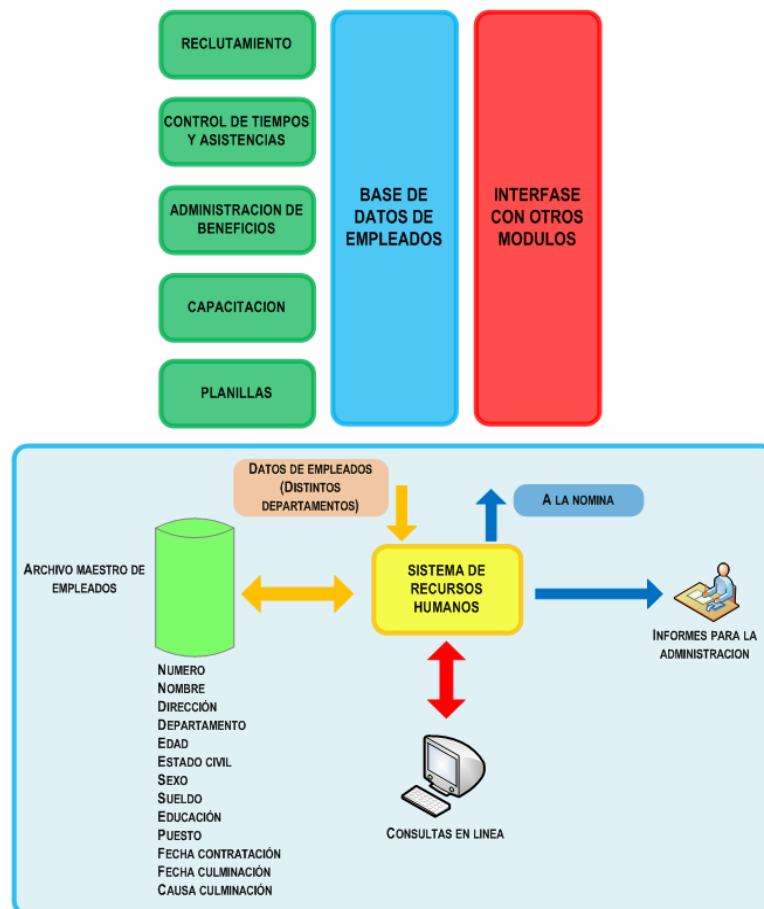 RECLUTAMIENTO
CONTROL DE TIEMPOS
Y ASISTENCIAS
ADMINISTRACION DE
BENEFICIOS
CAPACITACION
PLANILLAS
BASE DE
DATOS DE
EMPLEADOS
INTERFASE
CON OTROS
MODULOS
DATOS DE EMPLEADOS
(DISTINTOS
DEPARTAMENTOS)
A LA NOMINA
ARCHIVO MAESTRO DE
EMPLEADOS
SISTEMA DE
RECURSOS
HUMANOS
INFORMES PARA LA
ADMINISTRACION
NUMERO
NOMBRE
DIRECCIÓN
DEPARTAMENTO
EDAD
ESTADO CIVIL
SEXO
SUELDO
EDUCACIÓN
PUESTO
FECHA CONTRATACIÓN
FECHA CULMINACIÓN
CAUSA CULMINACIÓN
CONSULTAS EN LINEA